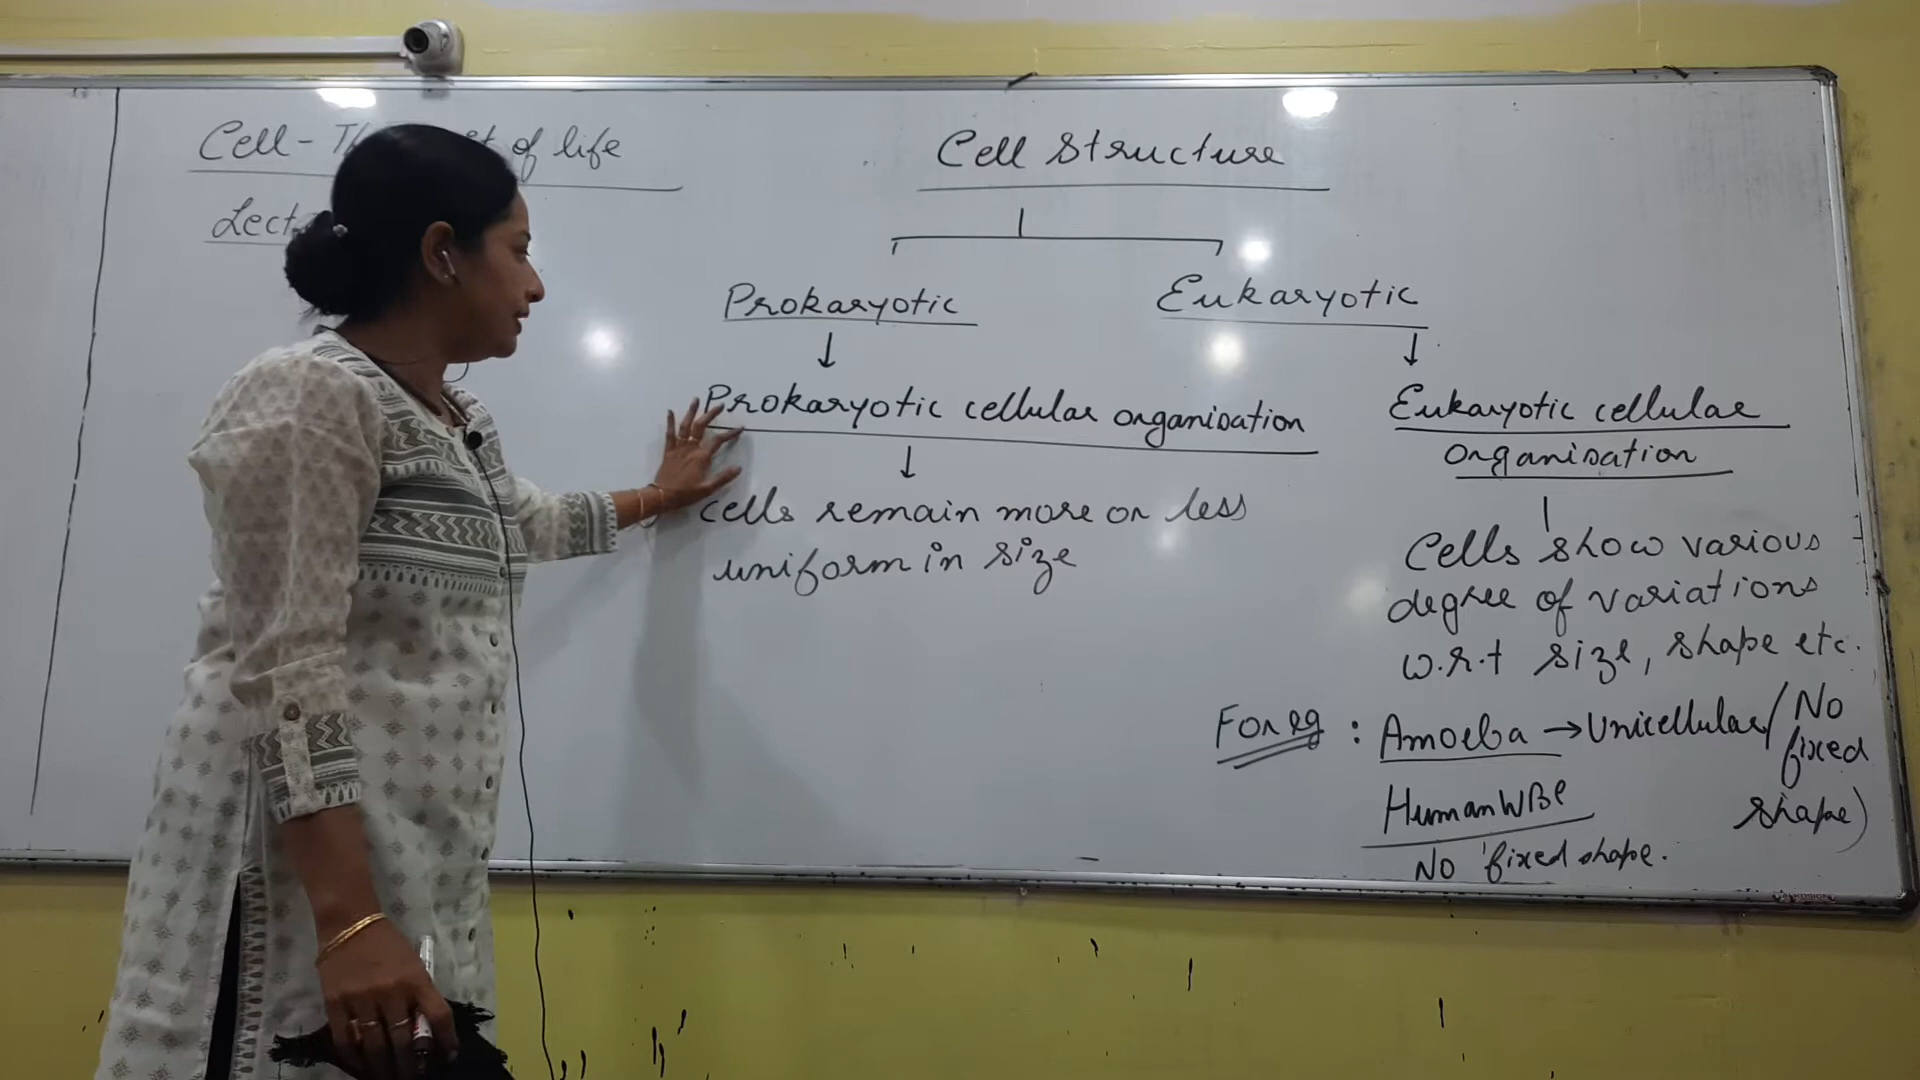 Cell - of life
Cell Structure
Prokaryotic
Eukaryotic
Prokaryotic cellular organisation
cells remain more or less
uniform in size
Eukaryotic cellular
organisation
Cells show various
degree of variations
w.r.t size, shape etc.
For eg : Amoeba → Unicellular (No
fixed
shape)
Human WBC
No fixed shape.